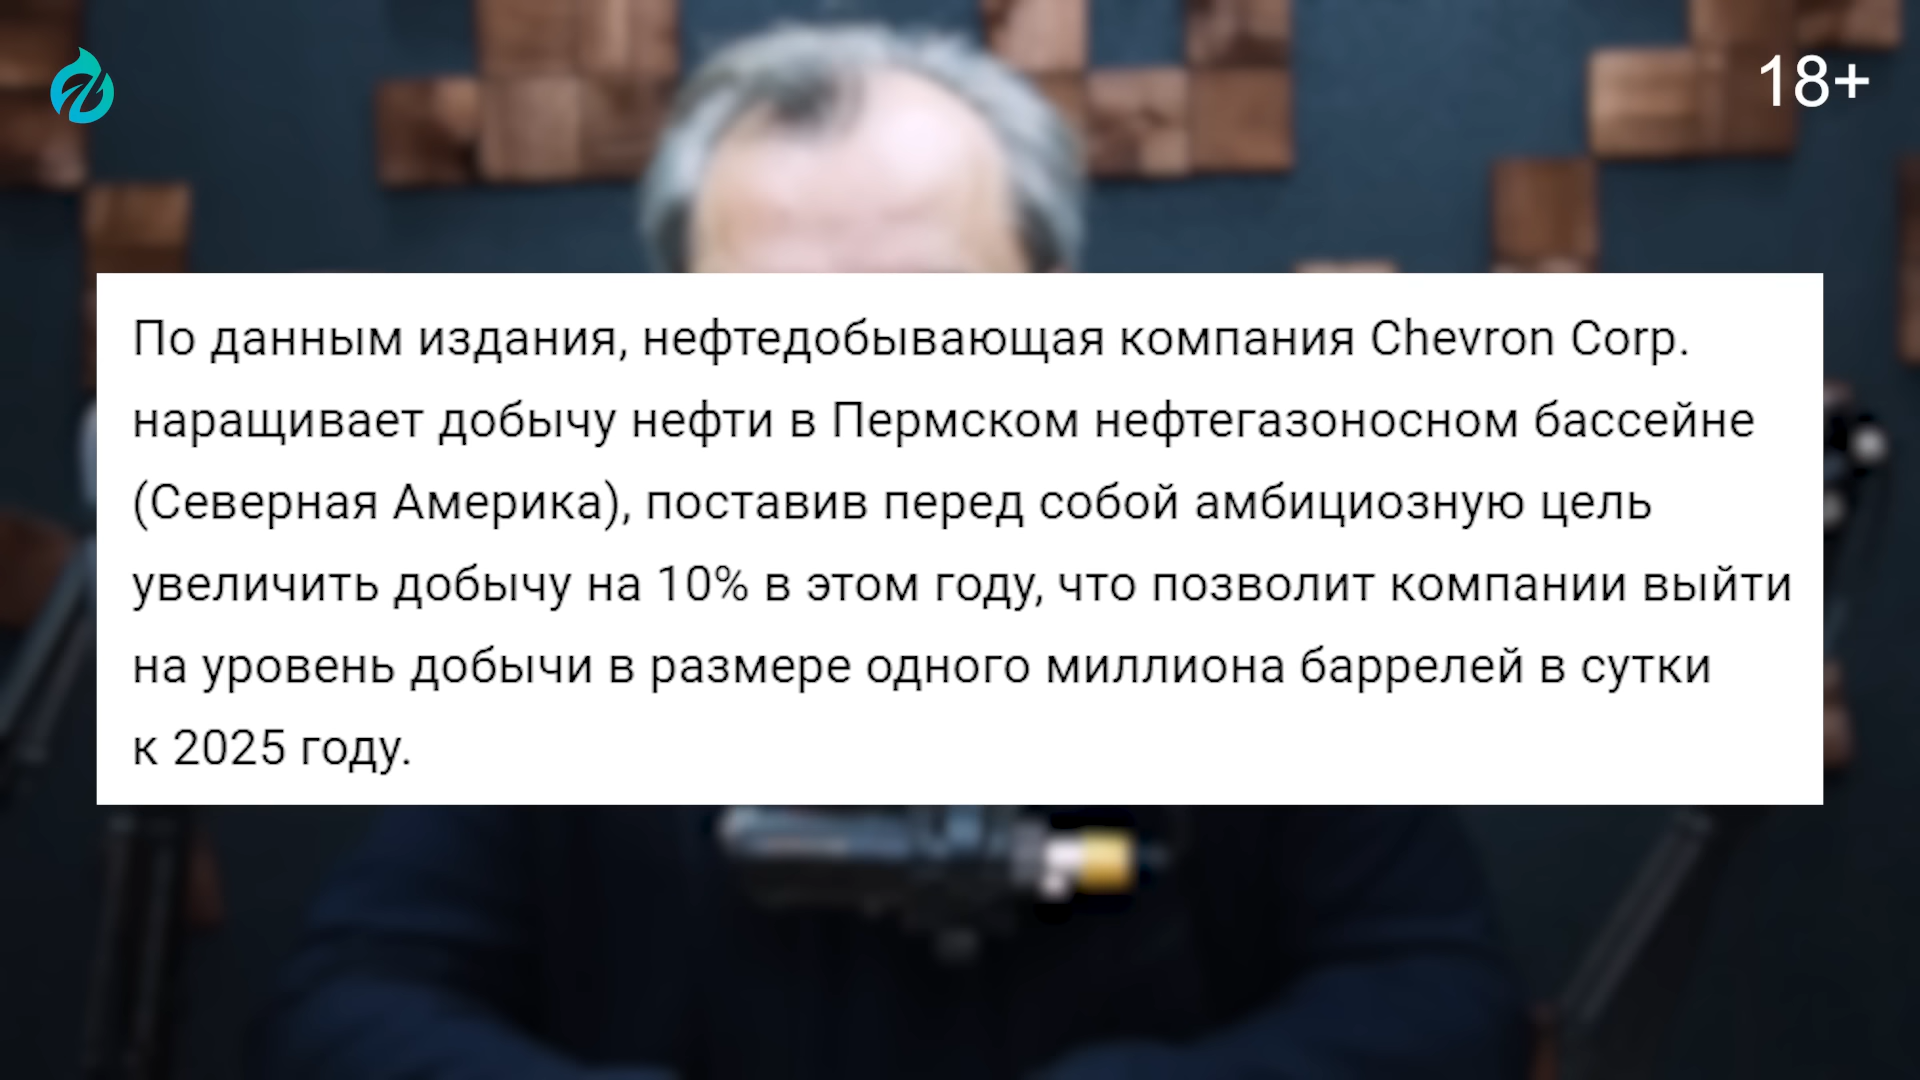 18+
По данным издания, нефтедобывающая компания Chevron Corp.
наращивает добычу нефти в Пермском нефтегазоносном бассейне
(Северная Америка), поставив перед собой амбициозную цель
увеличить добычу на 10% в этом году, что позволит компании выйти
на уровень добычи в размере одного миллиона баррелей в сутки
к 2025 году.